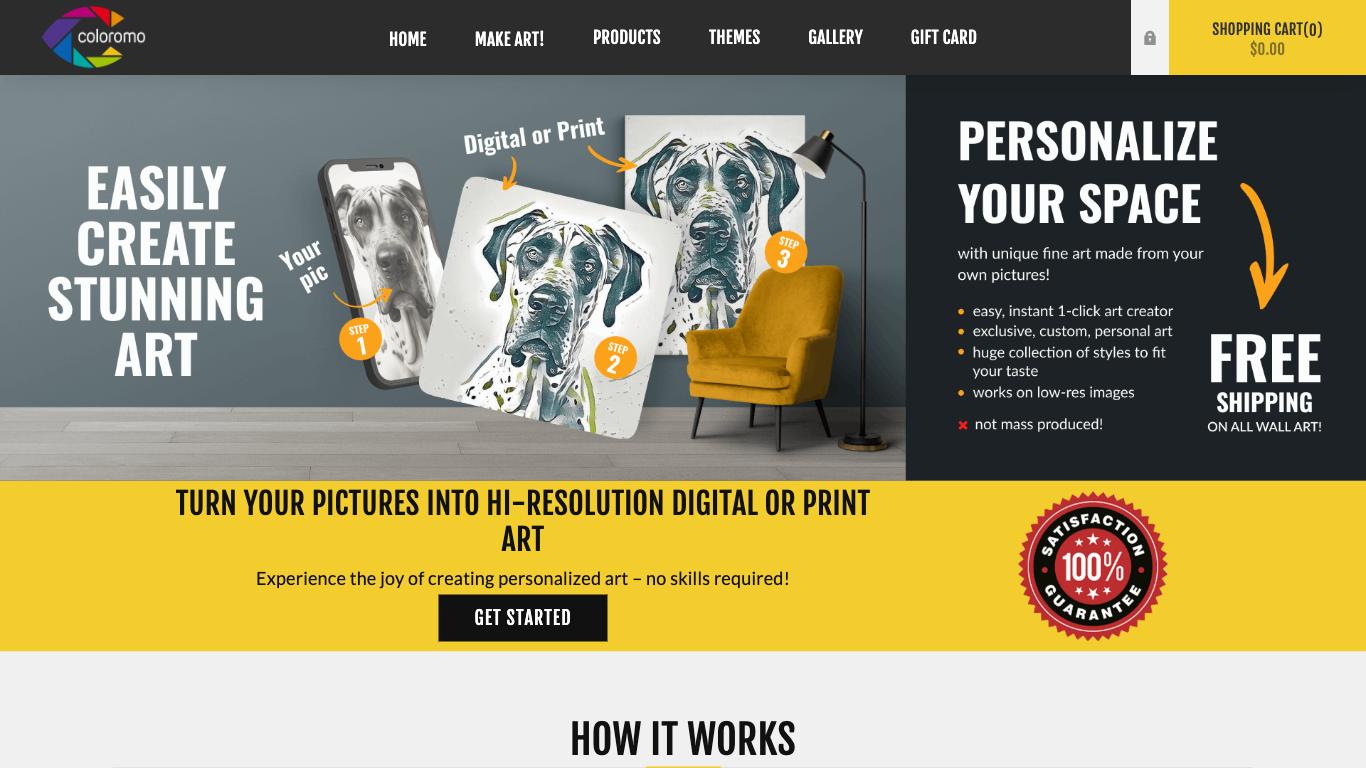 coloromo
HOME
MAKE ART!
PRODUCTS
THEMES
GALLERY
GIFT CARD
SHOPPING CART(0)
$0.00
EASILY
CREATE
STUNNING
ART
Your
pic
STEP
1
Digital or Print
STEP
2
STEP
3
PERSONALIZE
YOUR SPACE
with unique fine art made from your
own pictures!
• easy, instant 1-click art creator
• exclusive, custom, personal art
• huge collection of styles to fit
your taste
• works on low-res images
✖ not mass produced!
FREE
SHIPPING
ON ALL WALL ART!
TURN YOUR PICTURES INTO HI-RESOLUTION DIGITAL OR PRINT
ART
Experience the joy of creating personalized art – no skills required!
GET STARTED
SATISFACTION
100%
GUARANTEE
HOW IT WORKS